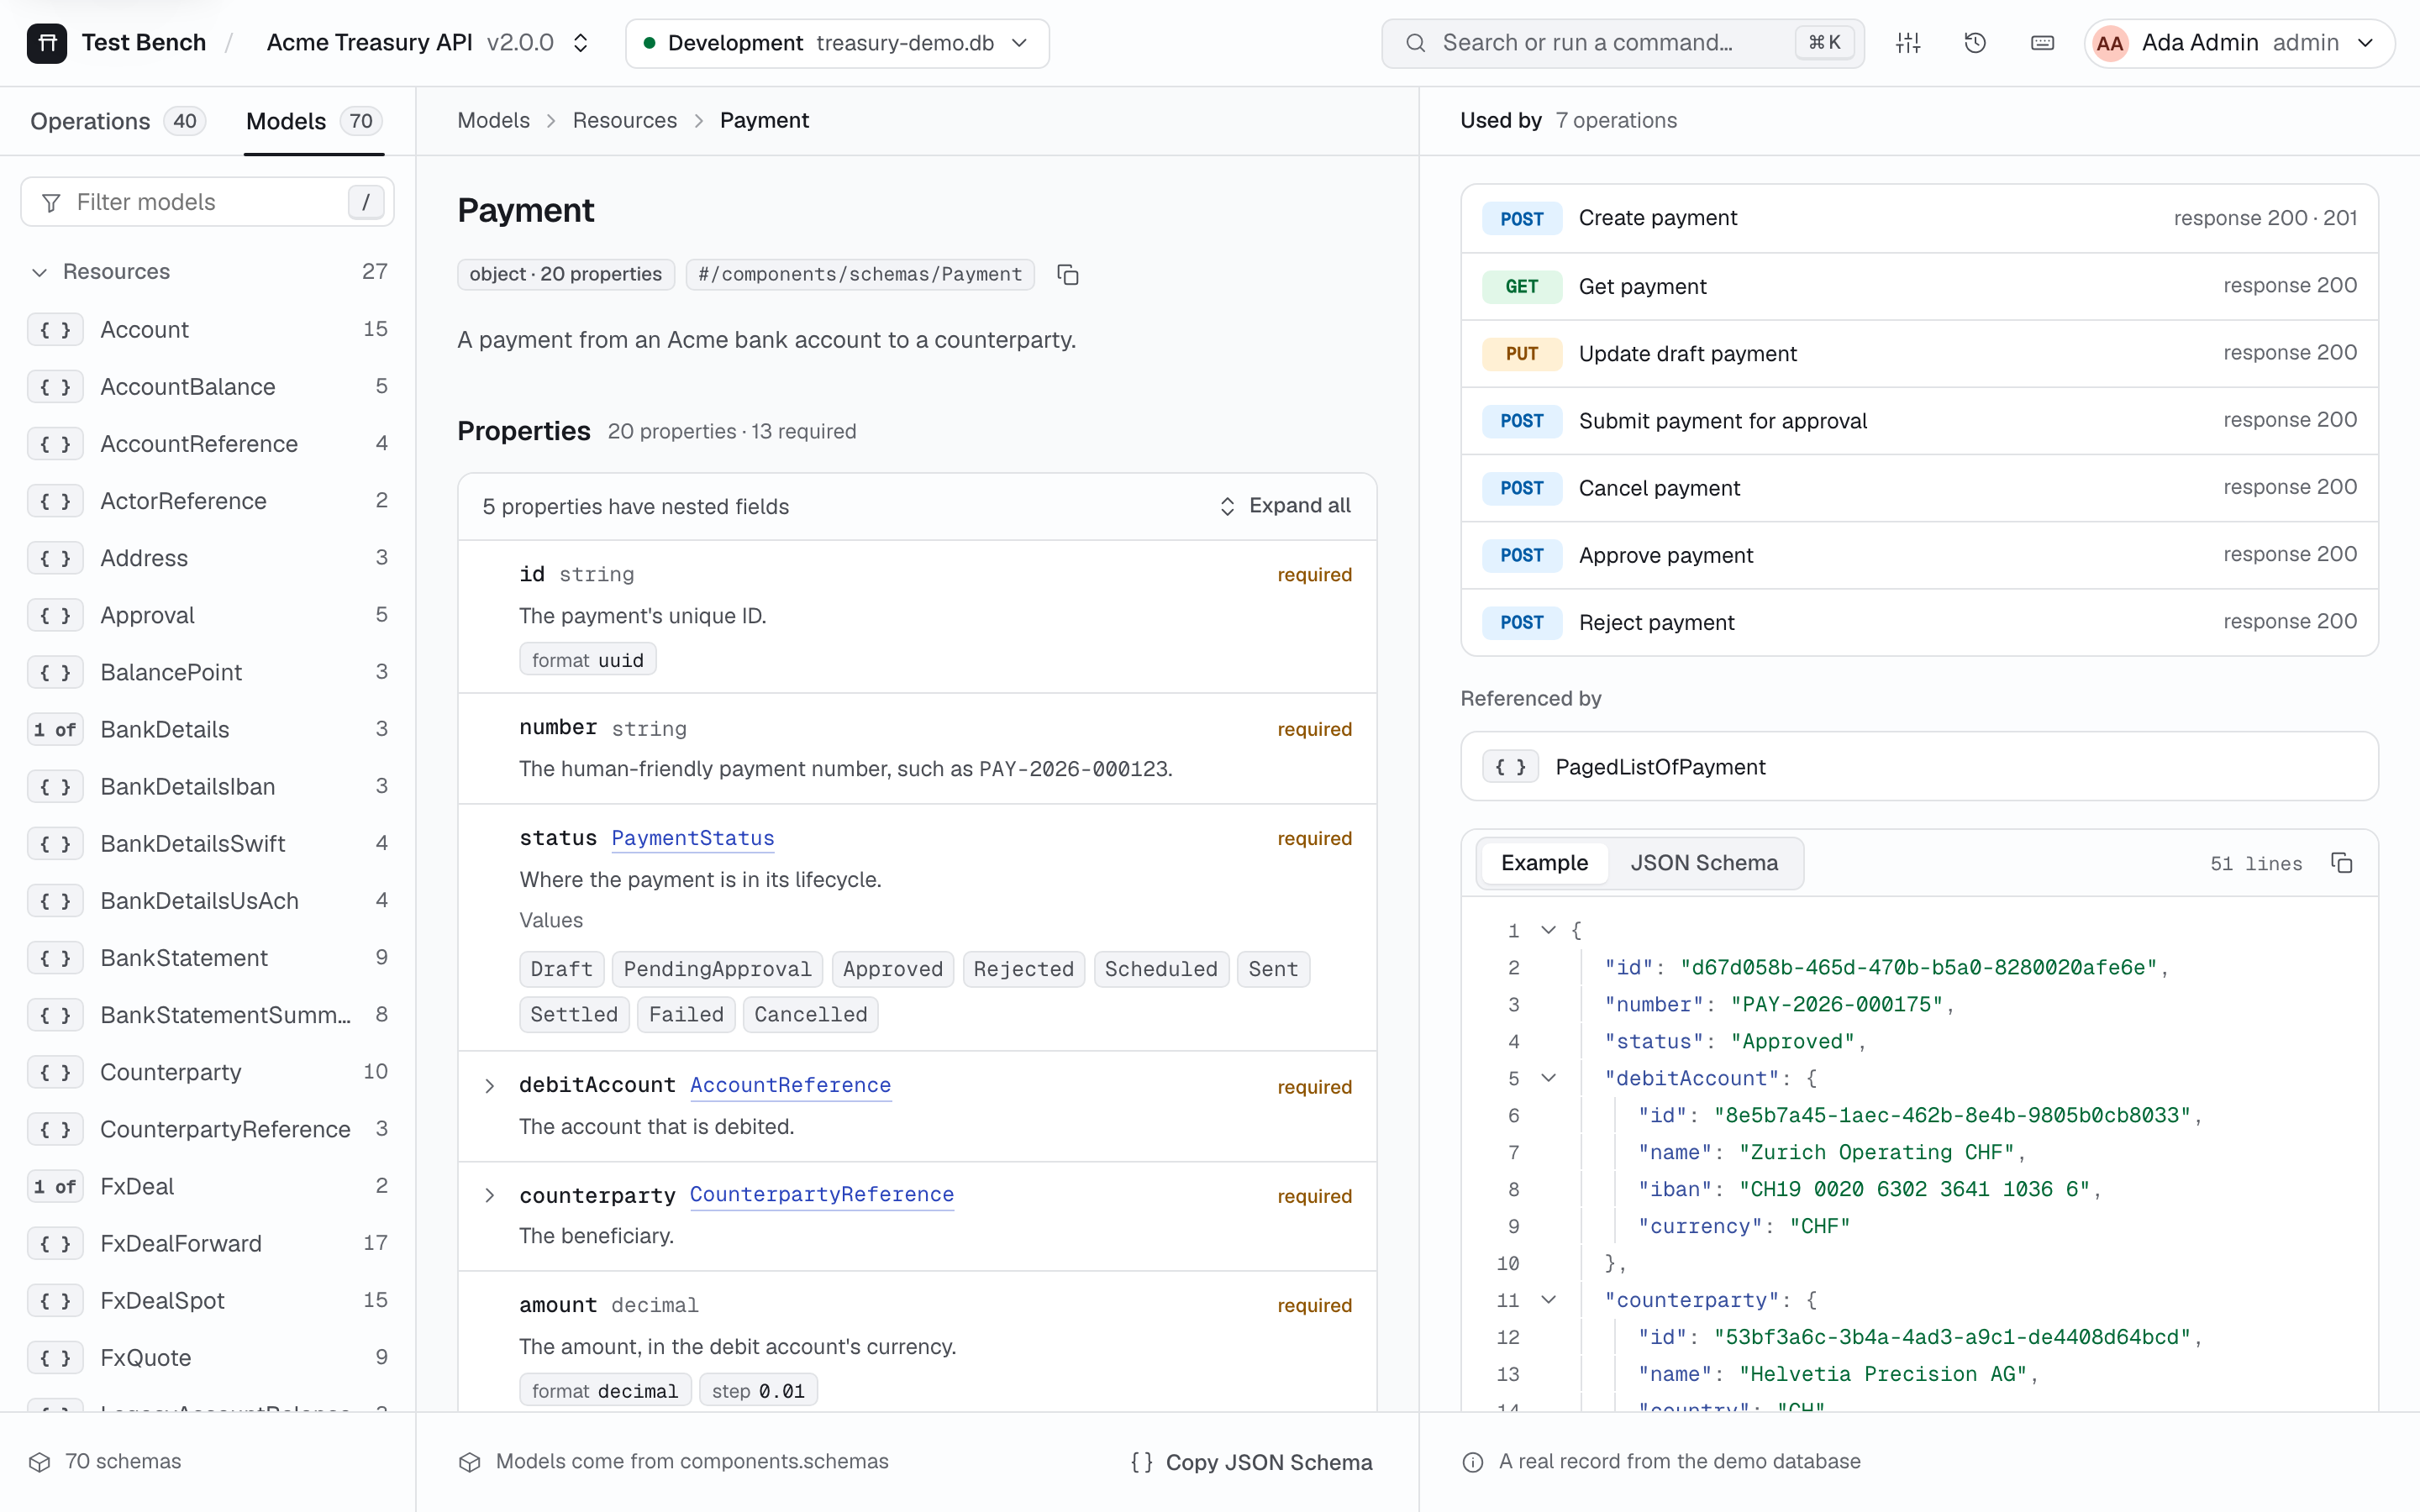 Test Bench / Acme Treasury API v2.0.0
Development treasury-demo.db
Search or run a command... ⌘K
AA Ada Admin admin
Operations 40 Models 70
Filter models /
Resources 27
{ } Account 15
{ } AccountBalance 5
{ } AccountReference 4
{ } ActorReference 2
{ } Address 3
{ } Approval 5
{ } BalancePoint 3
1 of BankDetails 3
{ } BankDetailsIban 3
{ } BankDetailsSwift 4
{ } BankDetailsUsAch 4
{ } BankStatement 9
{ } BankStatementSumm... 8
{ } Counterparty 10
{ } CounterpartyReference 3
1 of FxDeal 2
{ } FxDealForward 17
{ } FxDealSpot 15
{ } FxQuote 9
70 schemas
Models > Resources > Payment
Payment
object · 20 properties #/components/schemas/Payment
A payment from an Acme bank account to a counterparty.
Properties 20 properties · 13 required
5 properties have nested fields Expand all
id string required
The payment's unique ID.
format uuid
number string required
The human-friendly payment number, such as PAY-2026-000123.
status PaymentStatus required
Where the payment is in its lifecycle.
Values
Draft PendingApproval Approved Rejected Scheduled Sent
Settled Failed Cancelled
debitAccount AccountReference required
The account that is debited.
counterparty CounterpartyReference required
The beneficiary.
amount decimal required
The amount, in the debit account's currency.
format decimal step 0.01
Models come from components.schemas
{ } Copy JSON Schema
Used by 7 operations
POST Create payment response 200 · 201
GET Get payment response 200
PUT Update draft payment response 200
POST Submit payment for approval response 200
POST Cancel payment response 200
POST Approve payment response 200
POST Reject payment response 200
Referenced by
{ } PagedListOfPayment
Example JSON Schema 51 lines
1 {
2 "id": "d67d058b-465d-470b-b5a0-8280020afe6e",
3 "number": "PAY-2026-000175",
4 "status": "Approved",
5 "debitAccount": {
6 "id": "8e5b7a45-1aec-462b-8e4b-9805b0cb8033",
7 "name": "Zurich Operating CHF",
8 "iban": "CH19 0020 6302 3641 1036 6",
9 "currency": "CHF"
10 },
11 "counterparty": {
12 "id": "53bf3a6c-3b4a-4ad3-a9c1-de4408d64bcd",
13 "name": "Helvetia Precision AG",
14 "country": "CH"
A real record from the demo database